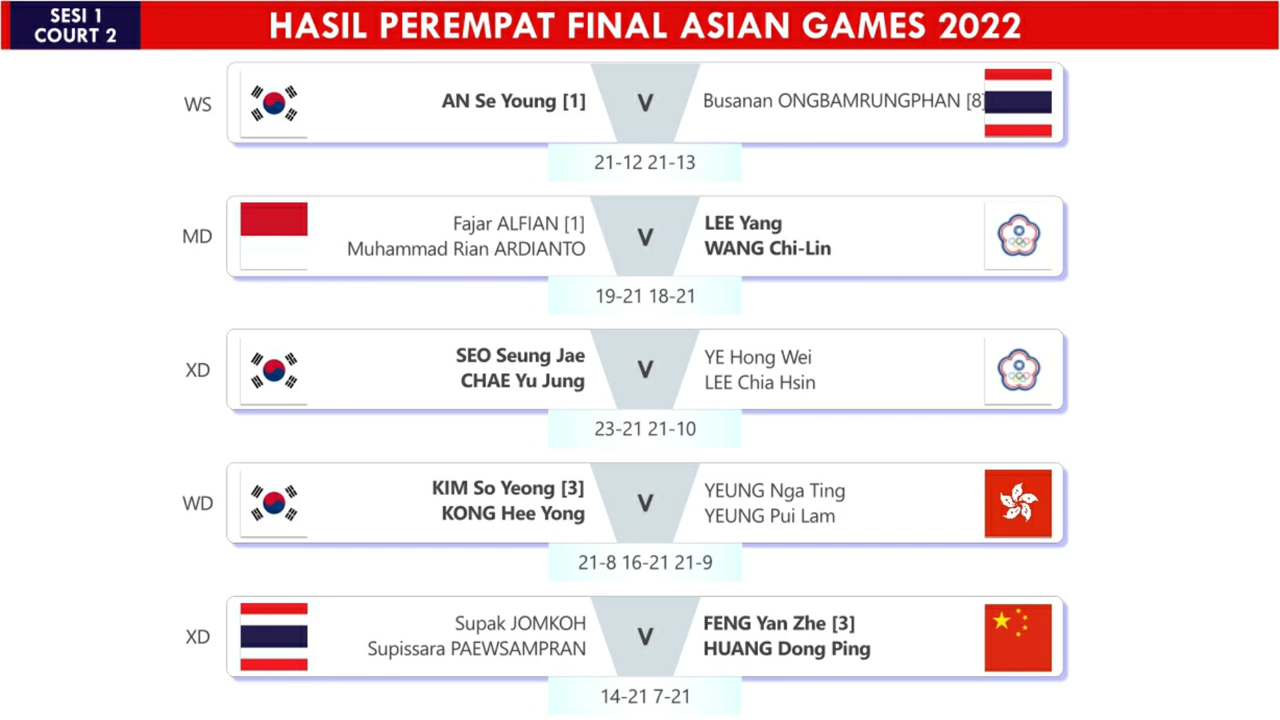 SESI 1
COURT 2
HASIL PEREMPAT FINAL ASIAN GAMES 2022
WS
AN Se Young [1]
V
Busanan ONGBAMRUNGPHAN [8]
21-12 21-13
MD
Fajar ALFIAN [1]
Muhammad Rian ARDIANTO
V
LEE Yang
WANG Chi-Lin
19-21 18-21
XD
SEO Seung Jae
CHAE Yu Jung
V
YE Hong Wei
LEE Chia Hsin
23-21 21-10
WD
KIM So Yeong [3]
KONG Hee Yong
V
YEUNG Nga Ting
YEUNG Pui Lam
21-8 16-21 21-9
XD
Supak JOMKOH
Supissara PAEWSAMPRAN
V
FENG Yan Zhe [3]
HUANG Dong Ping
14-21 7-21